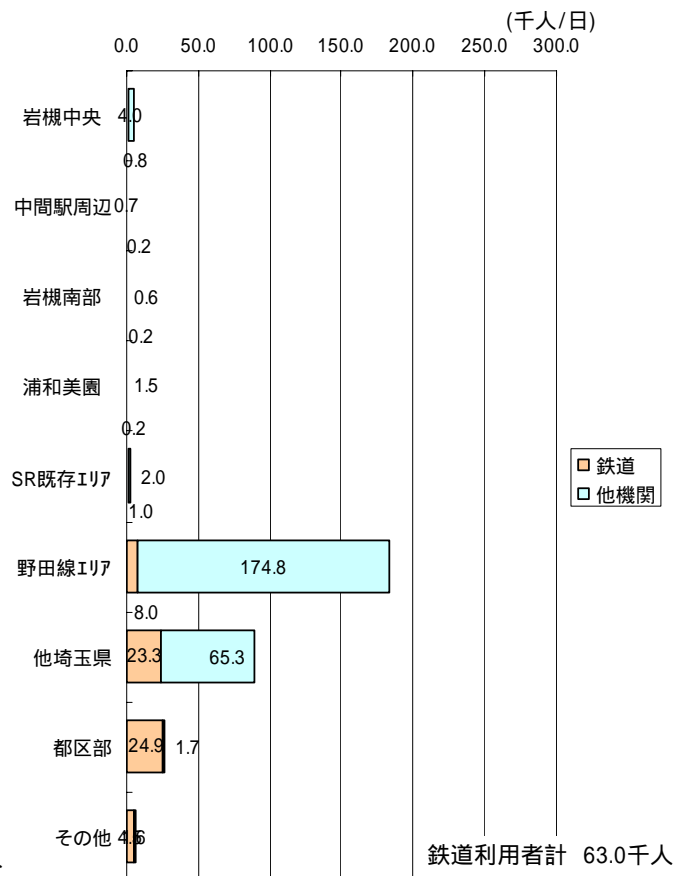 (千人/日)
0.0 50.0 100.0 150.0 200.0 250.0 300.0
岩槻中央 4.0
0.8
中間駅周辺 0.7
0.2
岩槻南部 0.6
0.2
浦和美園 1.5
0.2
SR既存ｴﾘｱ 2.0
1.0
鉄道
他機関
野田線ｴﾘｱ 174.8
8.0
他埼玉県 23.3 65.3
都区部 24.9 1.7
その他
鉄道利用者計 63.0千人